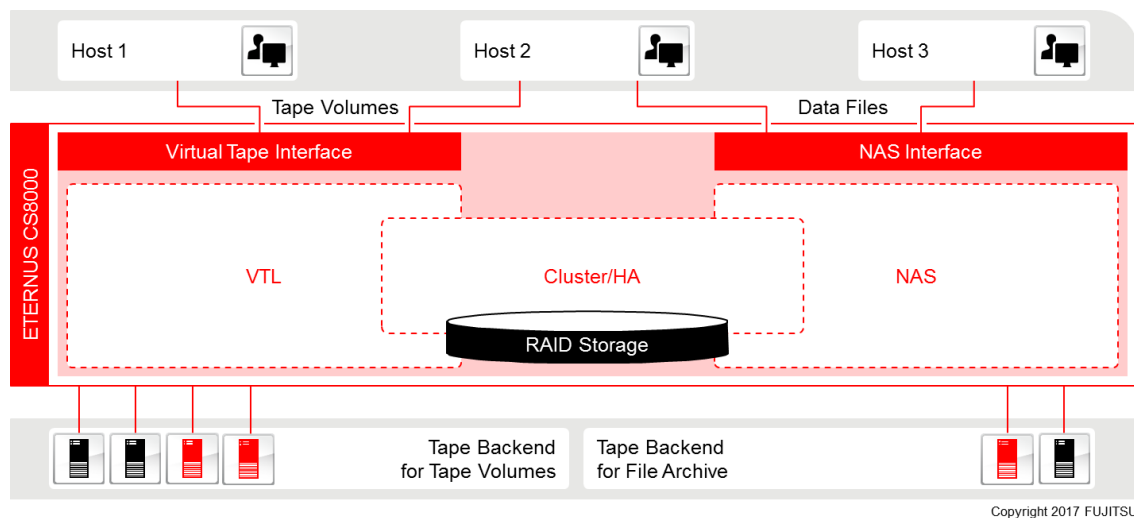 Host 1
Host 2
Host 3
Tape Volumes
Data Files
Virtual Tape Interface
NAS Interface
ETERNUS CS8000
VTL
Cluster/HA
NAS
RAID Storage
Tape Backend
for Tape Volumes
Tape Backend
for File Archive
Copyright 2017 FUJITSU